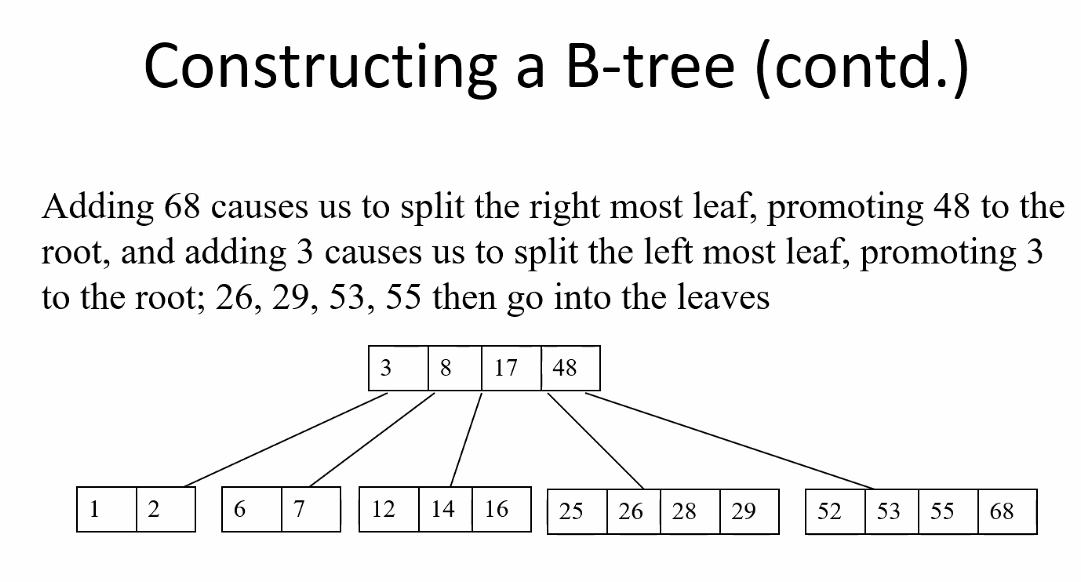 Constructing a B-tree (contd.)
Adding 68 causes us to split the right most leaf, promoting 48 to the
root, and adding 3 causes us to split the left most leaf, promoting 3
to the root; 26, 29, 53, 55 then go into the leaves
3 8 17 48
1 2 6 7 12 14 16 25 26 28 29 52 53 55 68